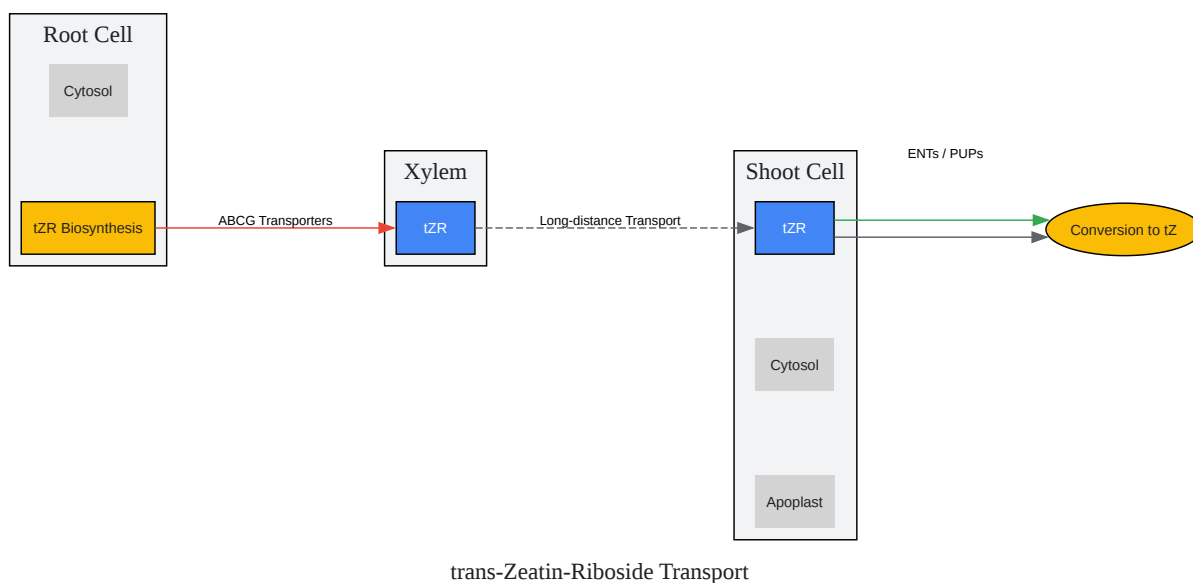 Root Cell
Cytosol
tZR Biosynthesis
ABCG Transporters
Xylem
tZR
Long-distance Transport
Shoot Cell
tZR
Cytosol
Apoplast
ENTs / PUPs
Conversion to tZ
trans-Zeatin-Riboside Transport